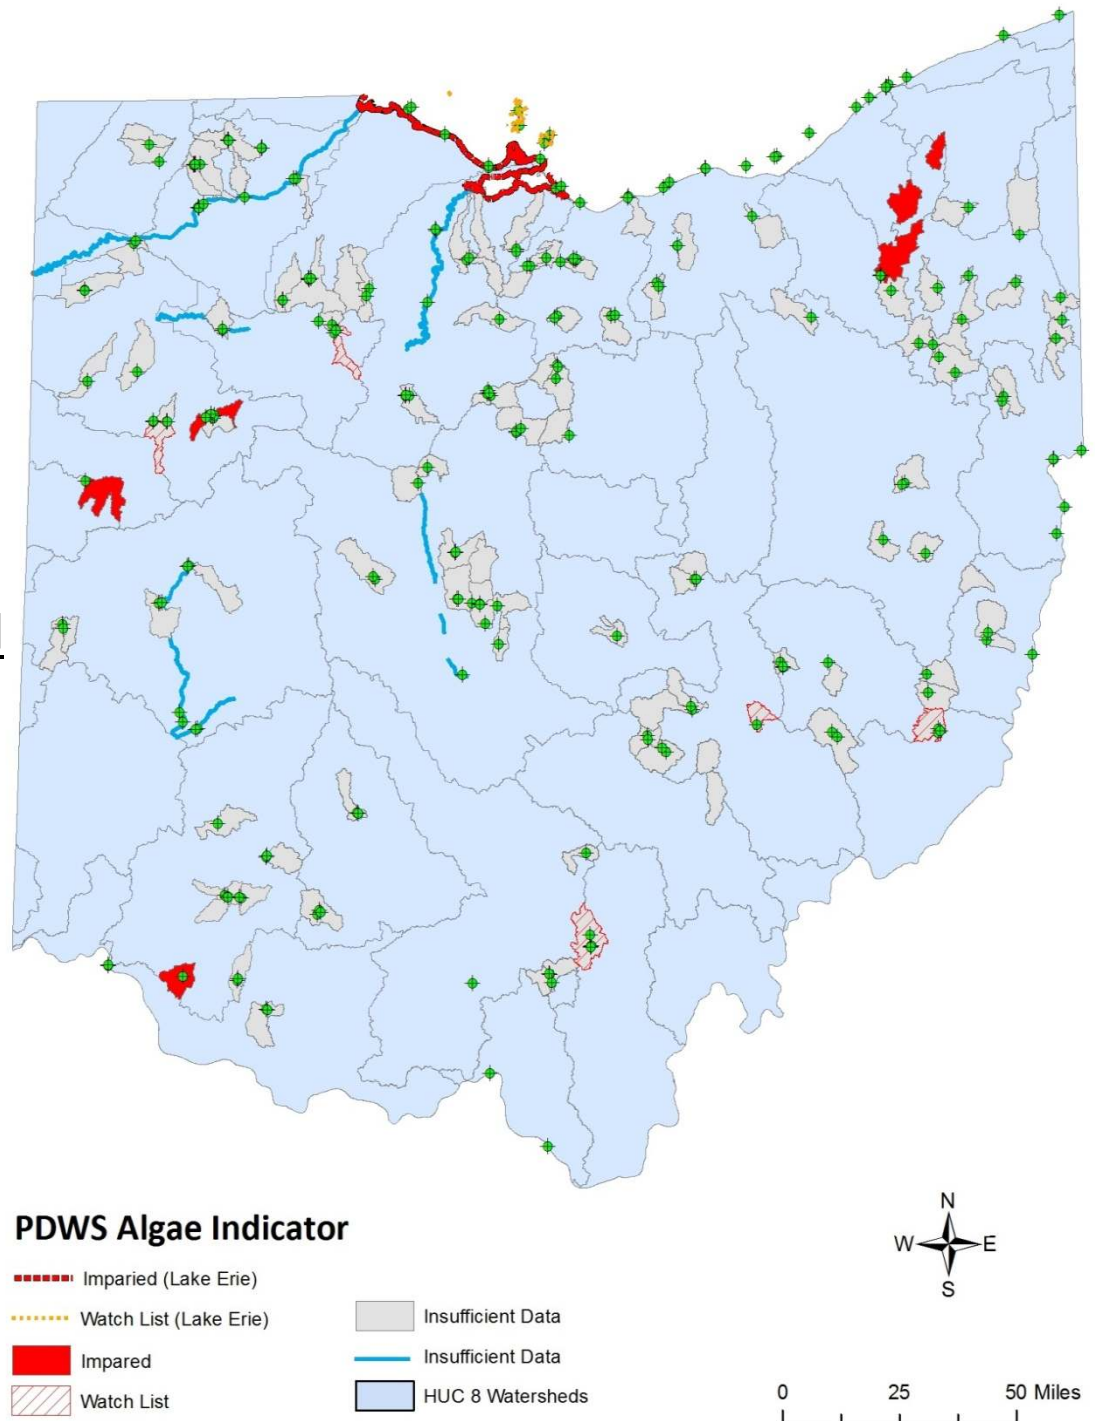 PDWS Algae Indicator
Imparied (Lake Erie)
Watch List (Lake Erie)
Impared
Watch List
Insufficient Data
Insufficient Data
HUC 8 Watersheds
N
W E
S
0 25 50 Miles